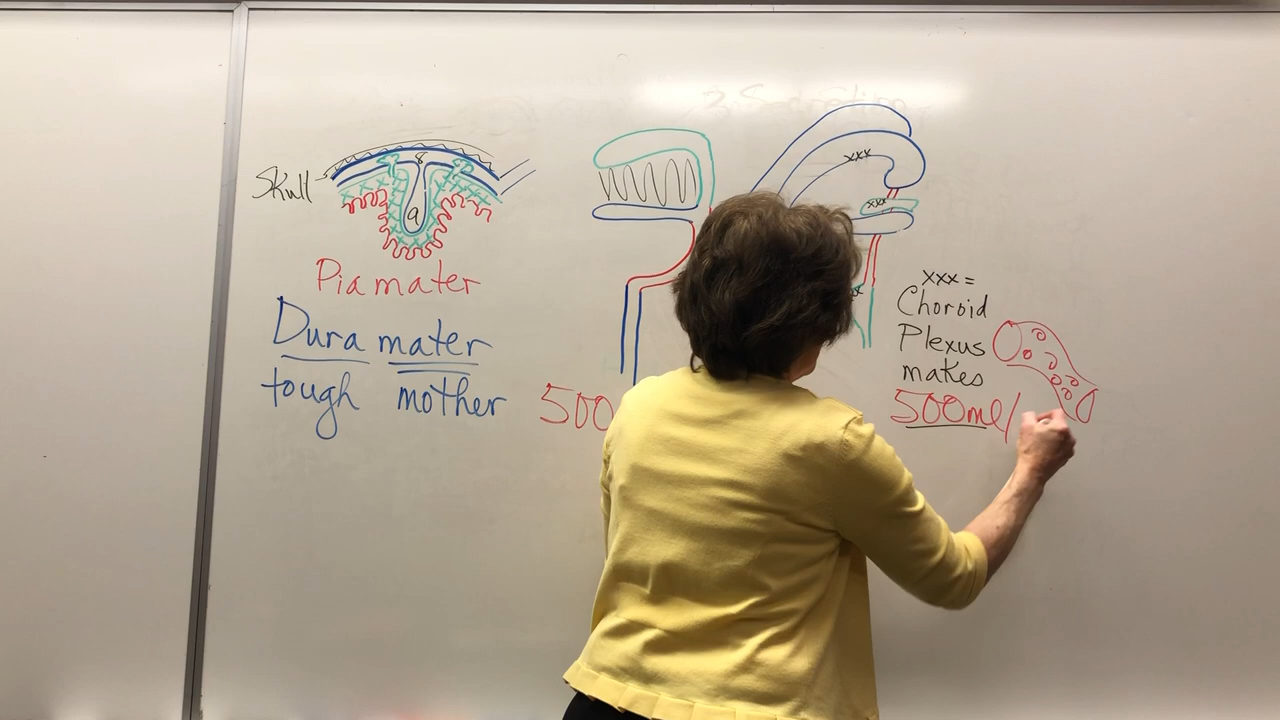 Skull
a
Pia mater
Dura mater
tough mother
xxx
xxx
xxx =
Choroid
Plexus
makes
500
500ml/